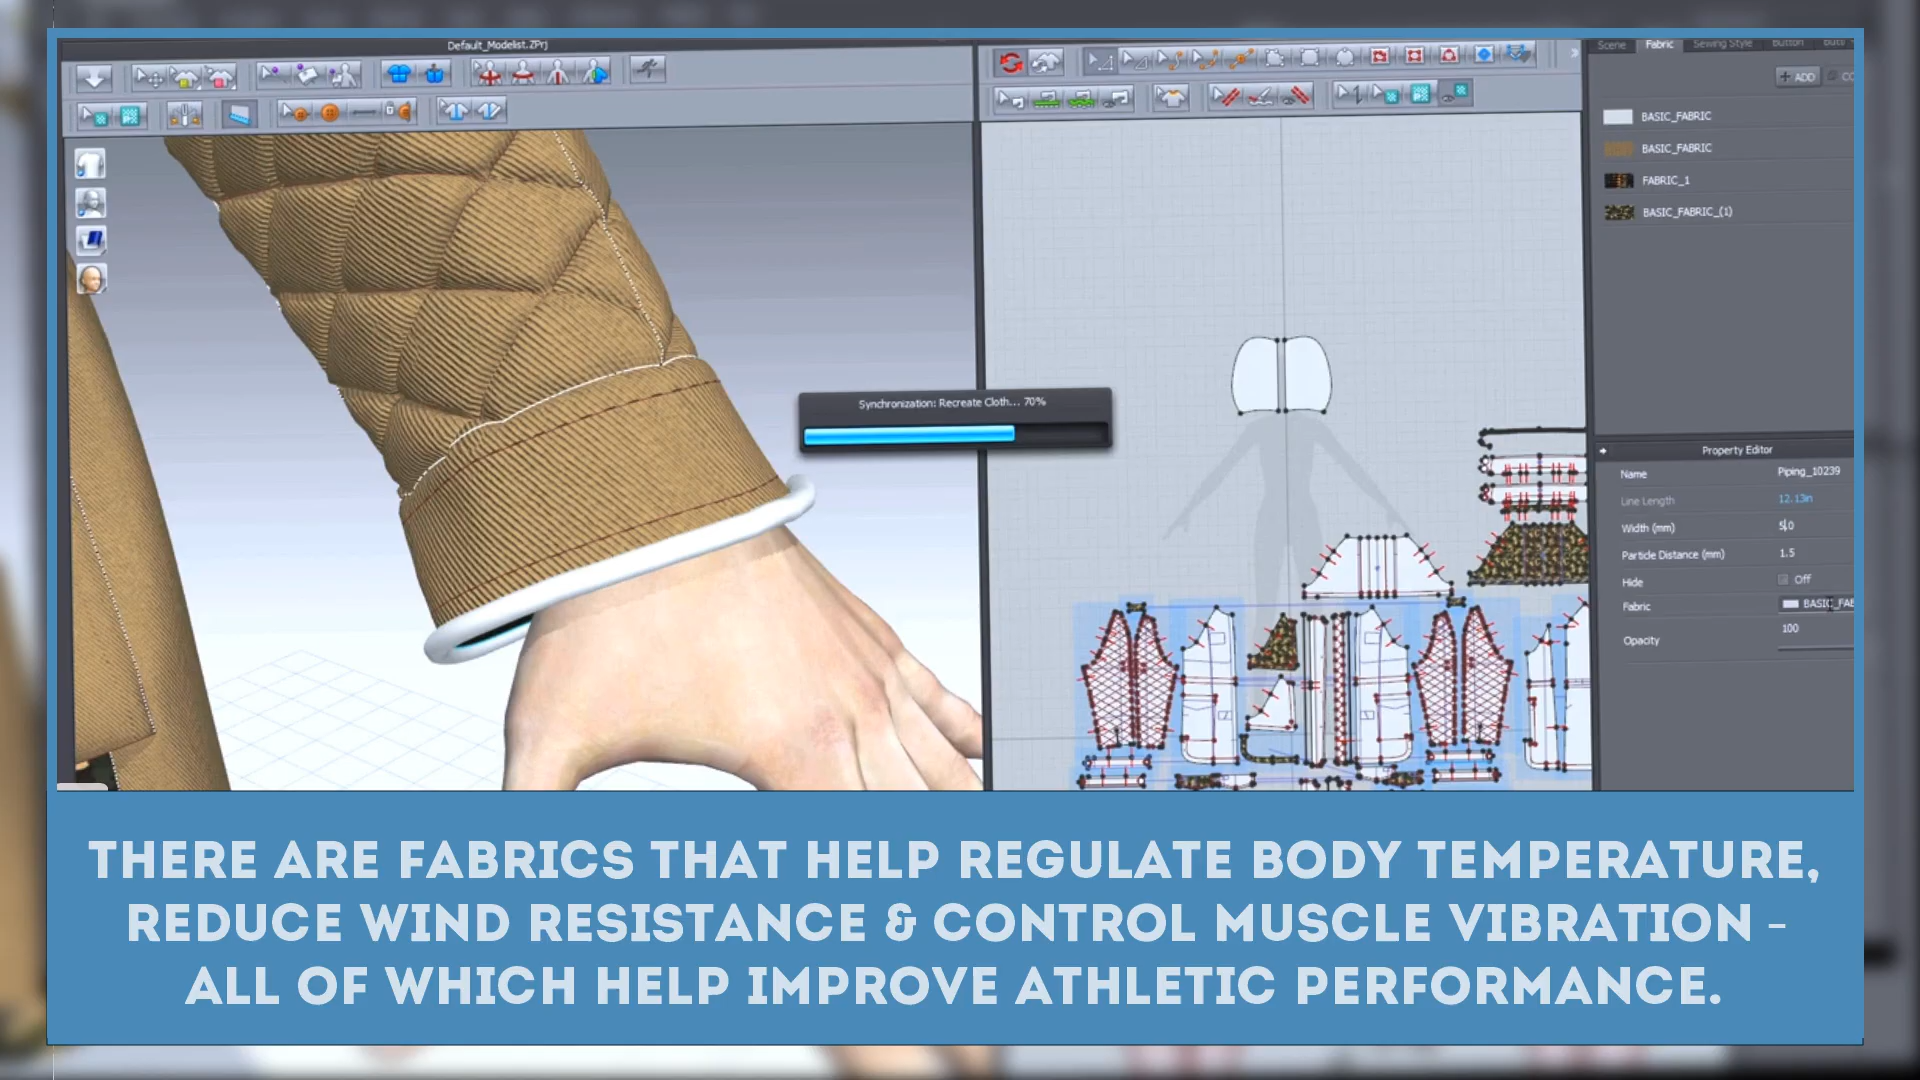 Default_Modelist.ZPrj
Scene Fabric Sewing Style Button
+ ADD
BASIC_FABRIC
BASIC_FABRIC
FABRIC_1
BASIC_FABRIC_(1)
Synchronization: Recreate Cloth... 70%
Property Editor
Name Piping_10239
Line Length 12.13in
Width (mm) 5.0
Particle Distance (mm) 1.5
Hide Off
Fabric BASIC_FAB
Opacity 100
THERE ARE FABRICS THAT HELP REGULATE BODY TEMPERATURE,
REDUCE WIND RESISTANCE & CONTROL MUSCLE VIBRATION -
ALL OF WHICH HELP IMPROVE ATHLETIC PERFORMANCE.